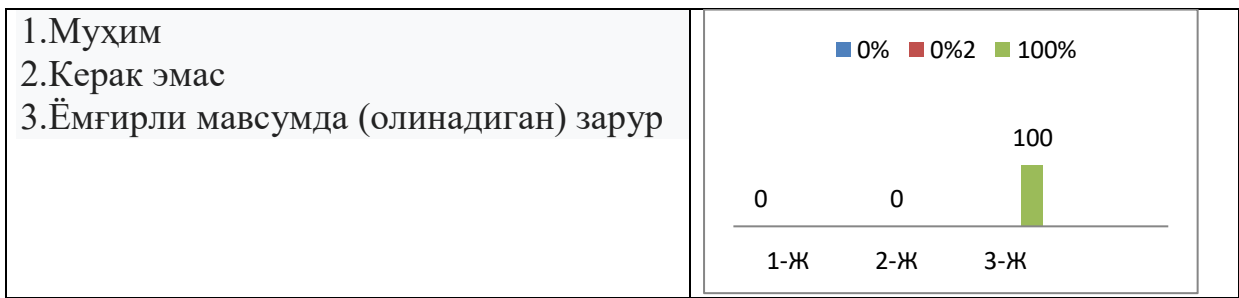 1.Муҳим
2.Керак эмас
3.Ёмғирли мавсумда (олинадиган) зарур
0% 0%2 100%
100
0 0
1-Ж 2-Ж 3-Ж